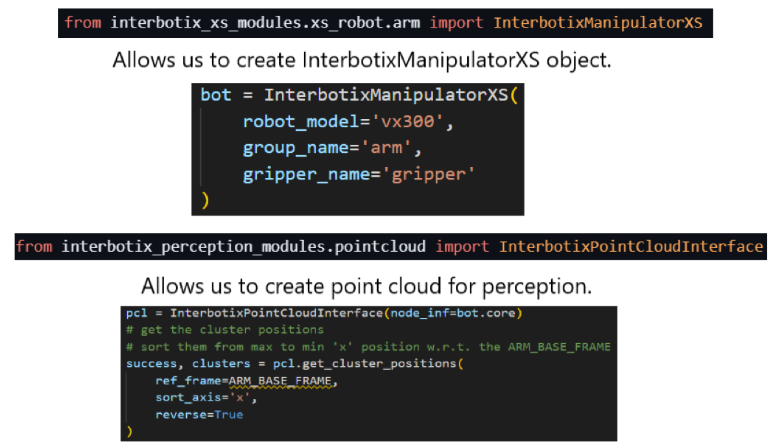 from interbotix_xs_modules.xs_robot.arm import InterbotixManipulatorXS
Allows us to create InterbotixManipulatorXS object.
bot = InterbotixManipulatorXS(
    robot_model='vx300',
    group_name='arm',
    gripper_name='gripper'
)
from interbotix_perception_modules.pointcloud import InterbotixPointCloudInterface
Allows us to create point cloud for perception.
pcl = InterbotixPointCloudInterface(node_inf=bot.core)
# get the cluster positions
# sort them from max to min 'x' position w.r.t. the ARM_BASE_FRAME
success, clusters = pcl.get_cluster_positions(
    ref_frame=ARM_BASE_FRAME,
    sort_axis='x',
    reverse=True
)